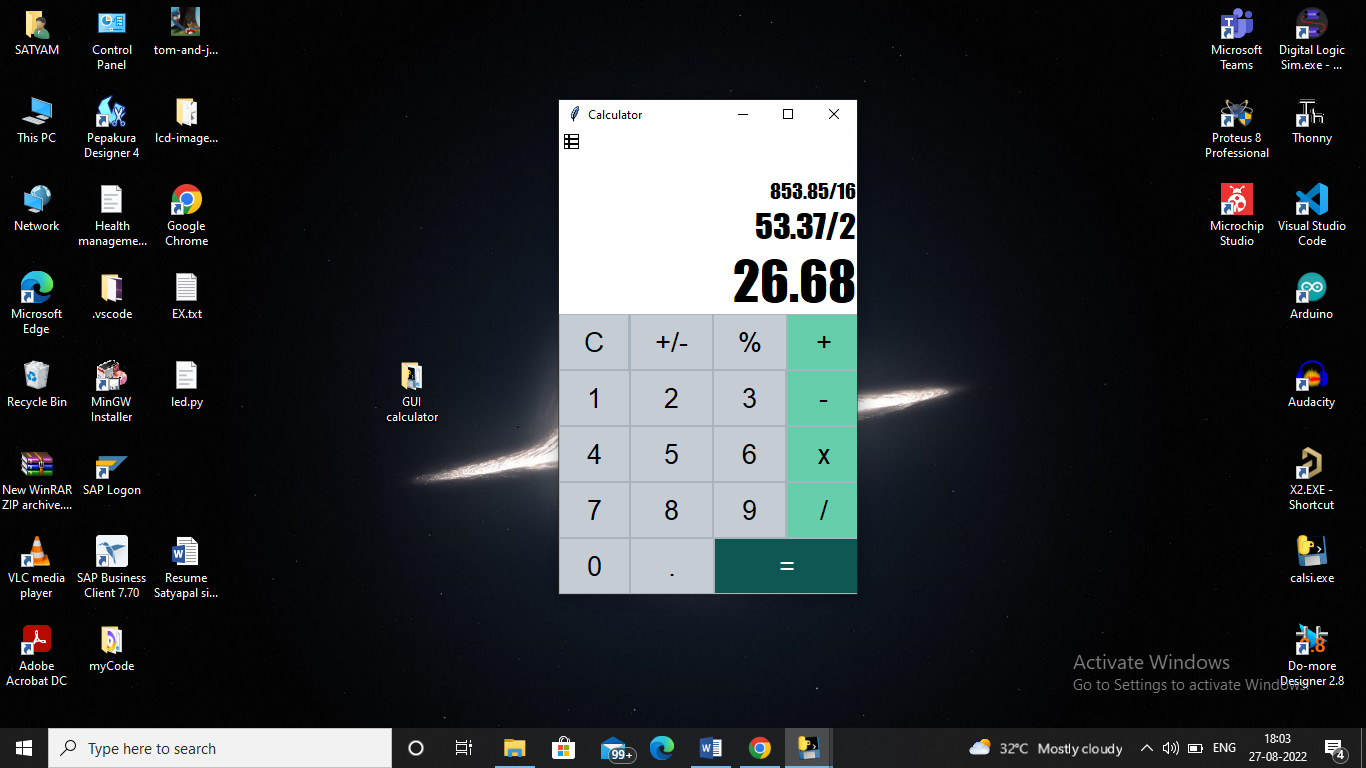 SATYAM
Control
Panel
tom-and-j...
This PC
Pepakura
Designer 4
lcd-image...
Network
Health
manageme...
Google
Chrome
Microsoft
Edge
.vscode
EX.txt
Recycle Bin
MinGW
Installer
led.py
New WinRAR
ZIP archive....
SAP Logon
VLC media
player
SAP Business
Client 7.70
Resume
Satyapal si...
Adobe
Acrobat DC
myCode
GUI
calculator
Calculator
853.85/16
53.37/2
26.68
C +/- % +
1 2 3 -
4 5 6 x
7 8 9 /
0 . =
Microsoft
Teams
Digital Logic
Sim.exe - ...
Proteus 8
Professional
Thonny
Microchip
Studio
Visual Studio
Code
Arduino
Audacity
X2.EXE -
Shortcut
calsi.exe
Do-more
Designer 2.8
Activate Windows
Go to Settings to activate Windows.
Type here to search
99+
32°C Mostly cloudy
ENG
18:03
27-08-2022
4